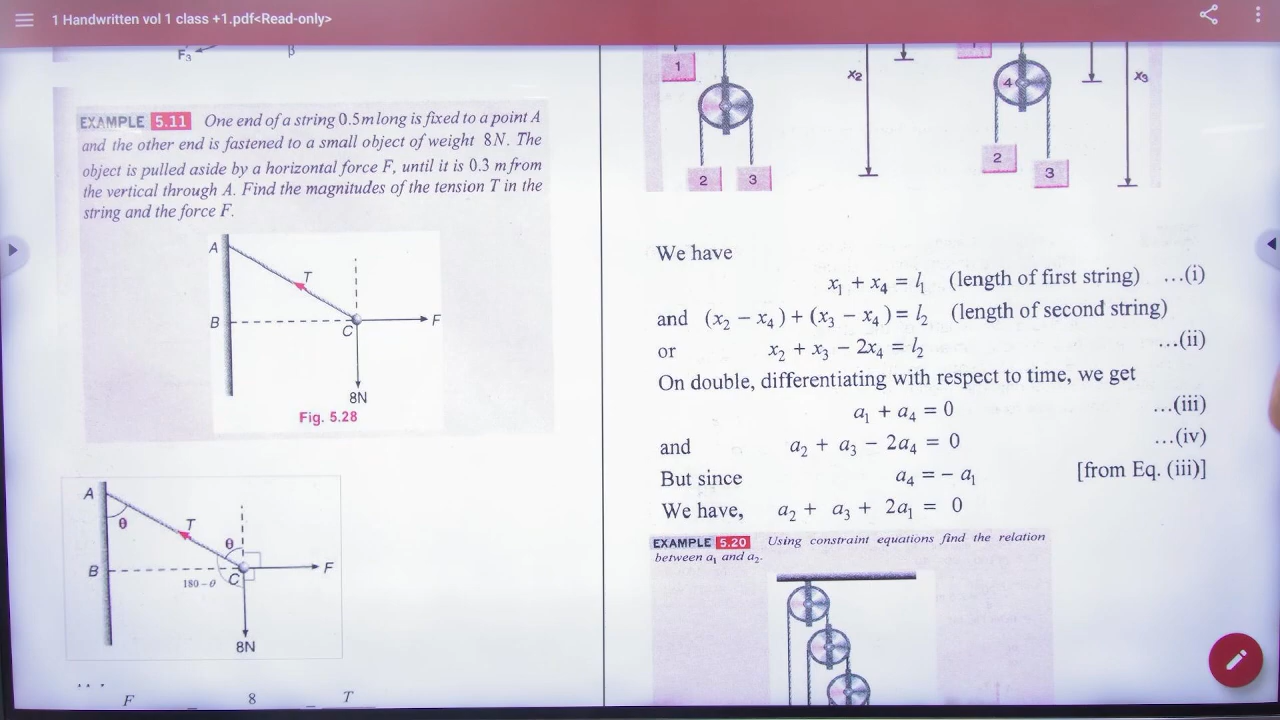 1 Handwritten vol 1 class +1.pdf<Read-only>
F₃
β
EXAMPLE 5.11 One end of a string 0.5 m long is fixed to a point A
and the other end is fastened to a small object of weight 8N. The
object is pulled aside by a horizontal force F, until it is 0.3 m from
the vertical through A. Find the magnitudes of the tension T in the
string and the force F.
A
T
B
C
F
8N
Fig. 5.28
A
θ
T
θ
B
180 – θ
C
F
8N
F 8 T
1
2 3
x₂
4
2
3
x₃
We have
x₁ + x₄ = l₁ (length of first string) ...(i)
and (x₂ – x₄) + (x₃ – x₄) = l₂ (length of second string)
or x₂ + x₃ – 2x₄ = l₂ ...(ii)
On double, differentiating with respect to time, we get
a₁ + a₄ = 0 ...(iii)
and a₂ + a₃ – 2a₄ = 0 ...(iv)
But since a₄ = – a₁ [from Eq. (iii)]
We have, a₂ + a₃ + 2a₁ = 0
EXAMPLE 5.20 Using constraint equations find the relation
between a₁ and a₂.